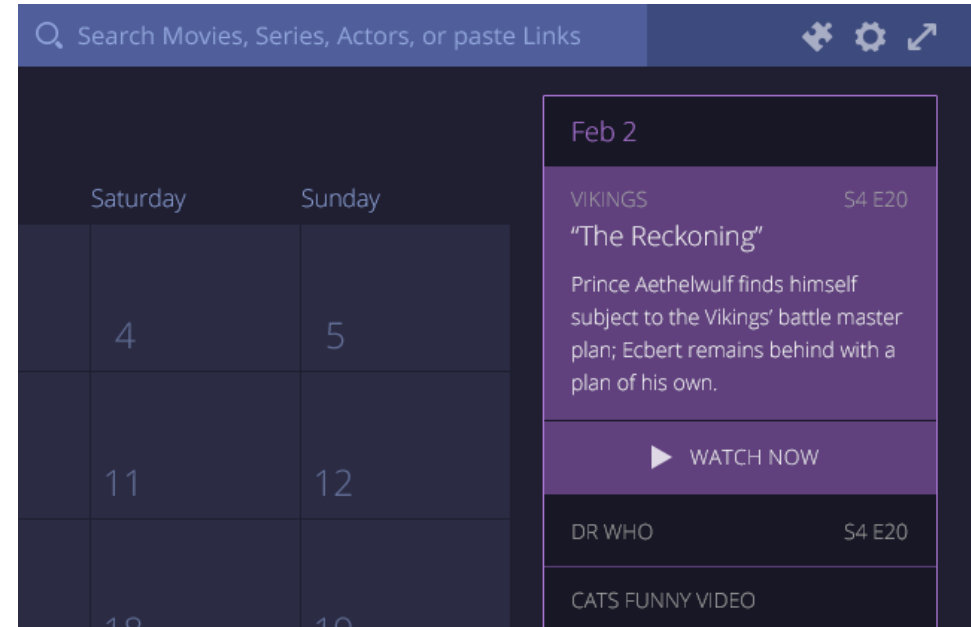 Search Movies, Series, Actors, or paste Links
Feb 2
Saturday Sunday
VIKINGS S4 E20
“The Reckoning”
Prince Aethelwulf finds himself
subject to the Vikings’ battle master
plan; Ecbert remains behind with a
plan of his own.
4 5
WATCH NOW
11 12
DR WHO S4 E20
CATS FUNNY VIDEO
18 19